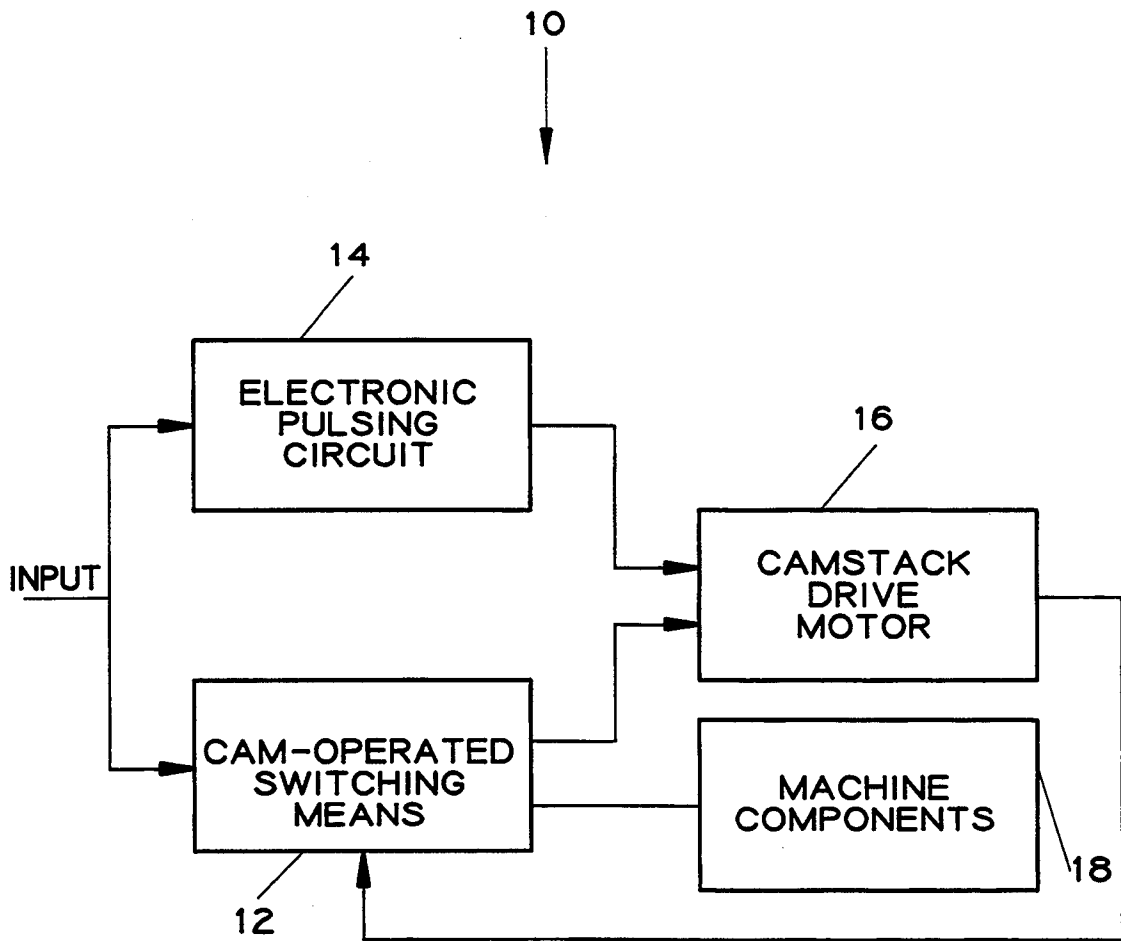 10
14
ELECTRONIC
PULSING
CIRCUIT
16
CAMSTACK
DRIVE
MOTOR
INPUT
CAM-OPERATED
SWITCHING
MEANS
MACHINE
COMPONENTS
12
18